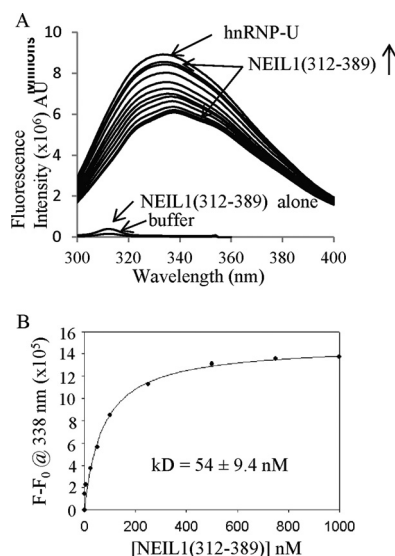 A
hnRNP-U
NEIL1(312-389)
Fluorescence
Intensity (x10⁶) AU
millions
10
8
6
4
2
0
NEIL1(312-389) alone
buffer
300 320 340 360 380 400
Wavelength (nm)
B
F-F₀ @ 338 nm (x10⁵)
16
14
12
10
8
6
4
2
0
kD = 54 ± 9.4 nM
0 200 400 600 800 1000
[NEIL1(312-389)] nM